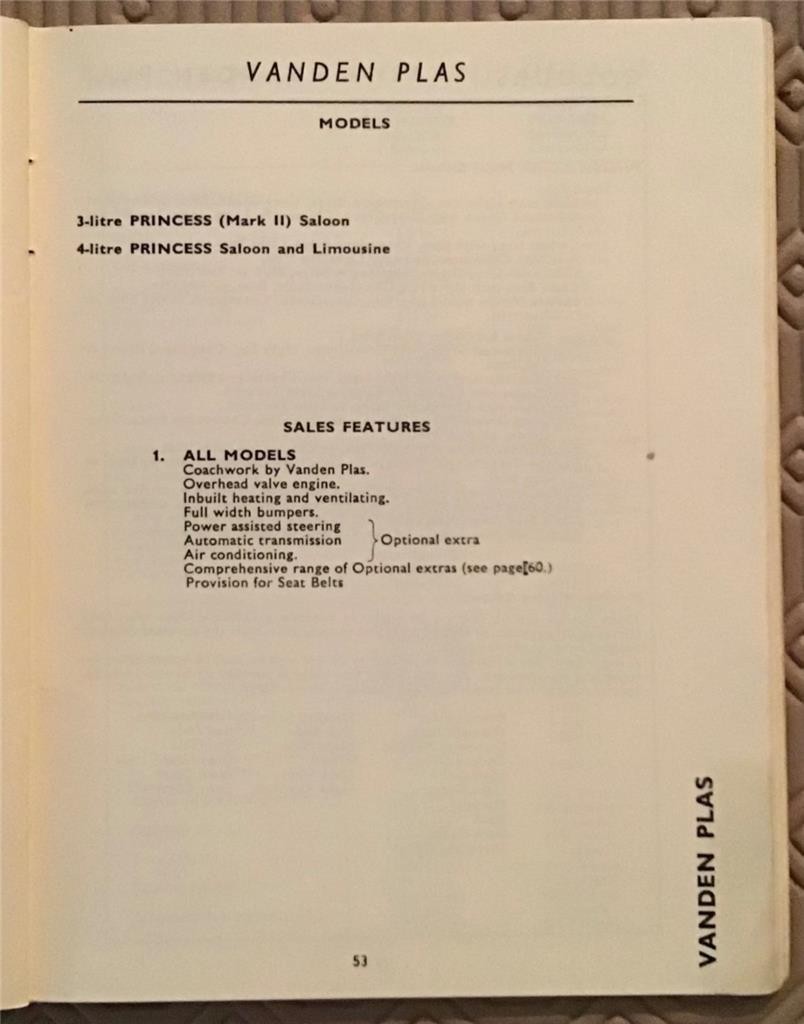 VANDEN PLAS
MODELS
3-litre PRINCESS (Mark II) Saloon
4-litre PRINCESS Saloon and Limousine
SALES FEATURES
1. ALL MODELS
Coachwork by Vanden Plas.
Overhead valve engine.
Inbuilt heating and ventilating.
Full width bumpers.
Power assisted steering
Automatic transmission } Optional extra
Air conditioning.
Comprehensive range of Optional extras (see page[60.)
Provision for Seat Belts
VANDEN PLAS
53